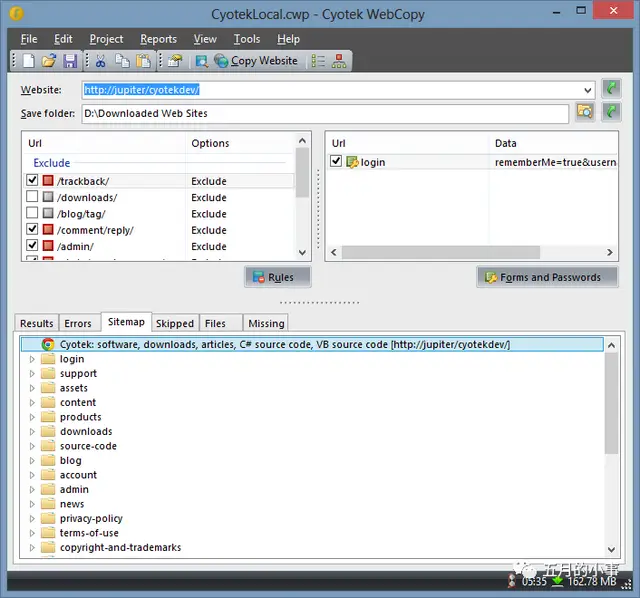 CyotekLocal.cwp - Cyotek WebCopy
File Edit Project Reports View Tools Help
Copy Website
Website: http://jupiter/cyotekdev/
Save folder: D:\Downloaded Web Sites
Url Options
Exclude
/trackback/ Exclude
/downloads/ Exclude
/blog/tag/ Exclude
/comment/reply/ Exclude
/admin/ Exclude
Url Data
login rememberMe=true&userna
Rules
Forms and Passwords
Results Errors Sitemap Skipped Files Missing
Cyotek: software, downloads, articles, C# source code, VB source code [http://jupiter/cyotekdev/]
login
support
assets
content
products
downloads
source-code
blog
account
admin
news
privacy-policy
terms-of-use
copyright-and-trademarks
五月的小事
05:35 162.78 MB